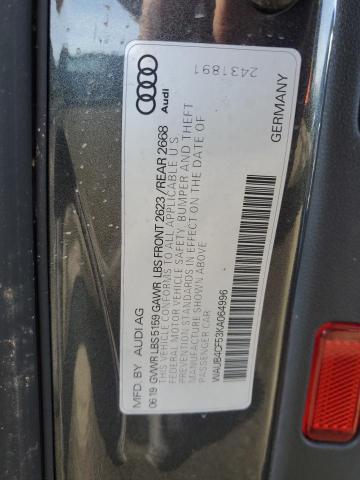 Audi
2431891
MFD. BY AUDI AG
06.19 GVWR LBS 5169 GAWR LBS FRONT 2623 / REAR 2668
THIS VEHICLE CONFORMS TO ALL APPLICABLE U S
FEDERAL MOTOR VEHICLE SAFETY, BUMPER AND THEFT
PREVENTION STANDARDS IN EFFECT ON THE DATE OF
MANUFACTURE SHOWN ABOVE
PASSENGER CAR
WAUB4CF53KA064996
GERMANY